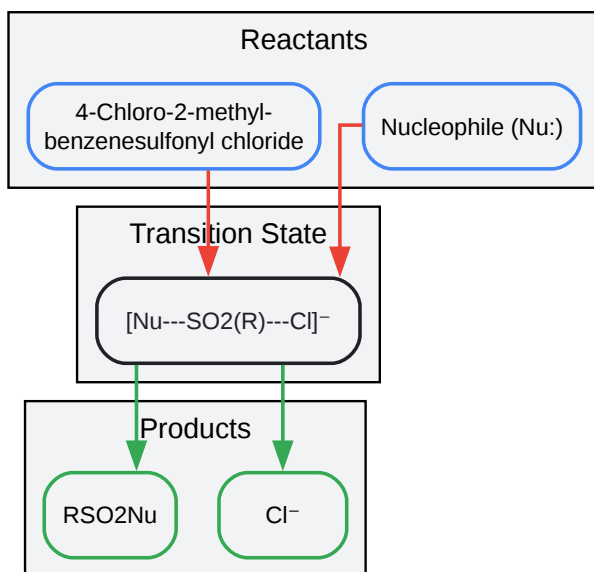 Reactants
4-Chloro-2-methyl-
benzenesulfonyl chloride
Nucleophile (Nu:)
Transition State
[Nu---SO2(R)---Cl]⁻
Products
RSO2Nu
Cl⁻